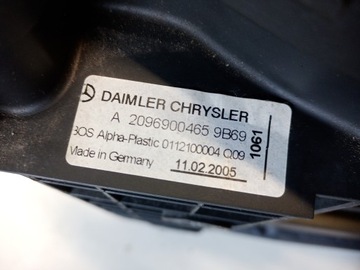 DAIMLER CHRYSLER
A 2096900465 9B69
BOS Alpha-Plastic 0112100004 Q09
Made in Germany 11.02.2005
1061